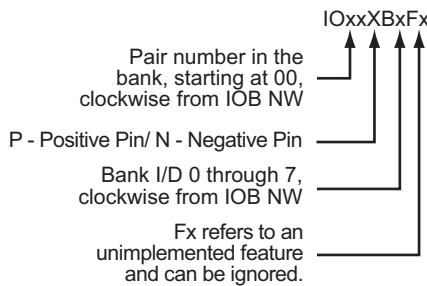 IOxxXBxFx
Pair number in the
bank, starting at 00,
clockwise from IOB NW
P - Positive Pin/ N - Negative Pin
Bank I/D 0 through 7,
clockwise from IOB NW
Fx refers to an
unimplemented feature
and can be ignored.